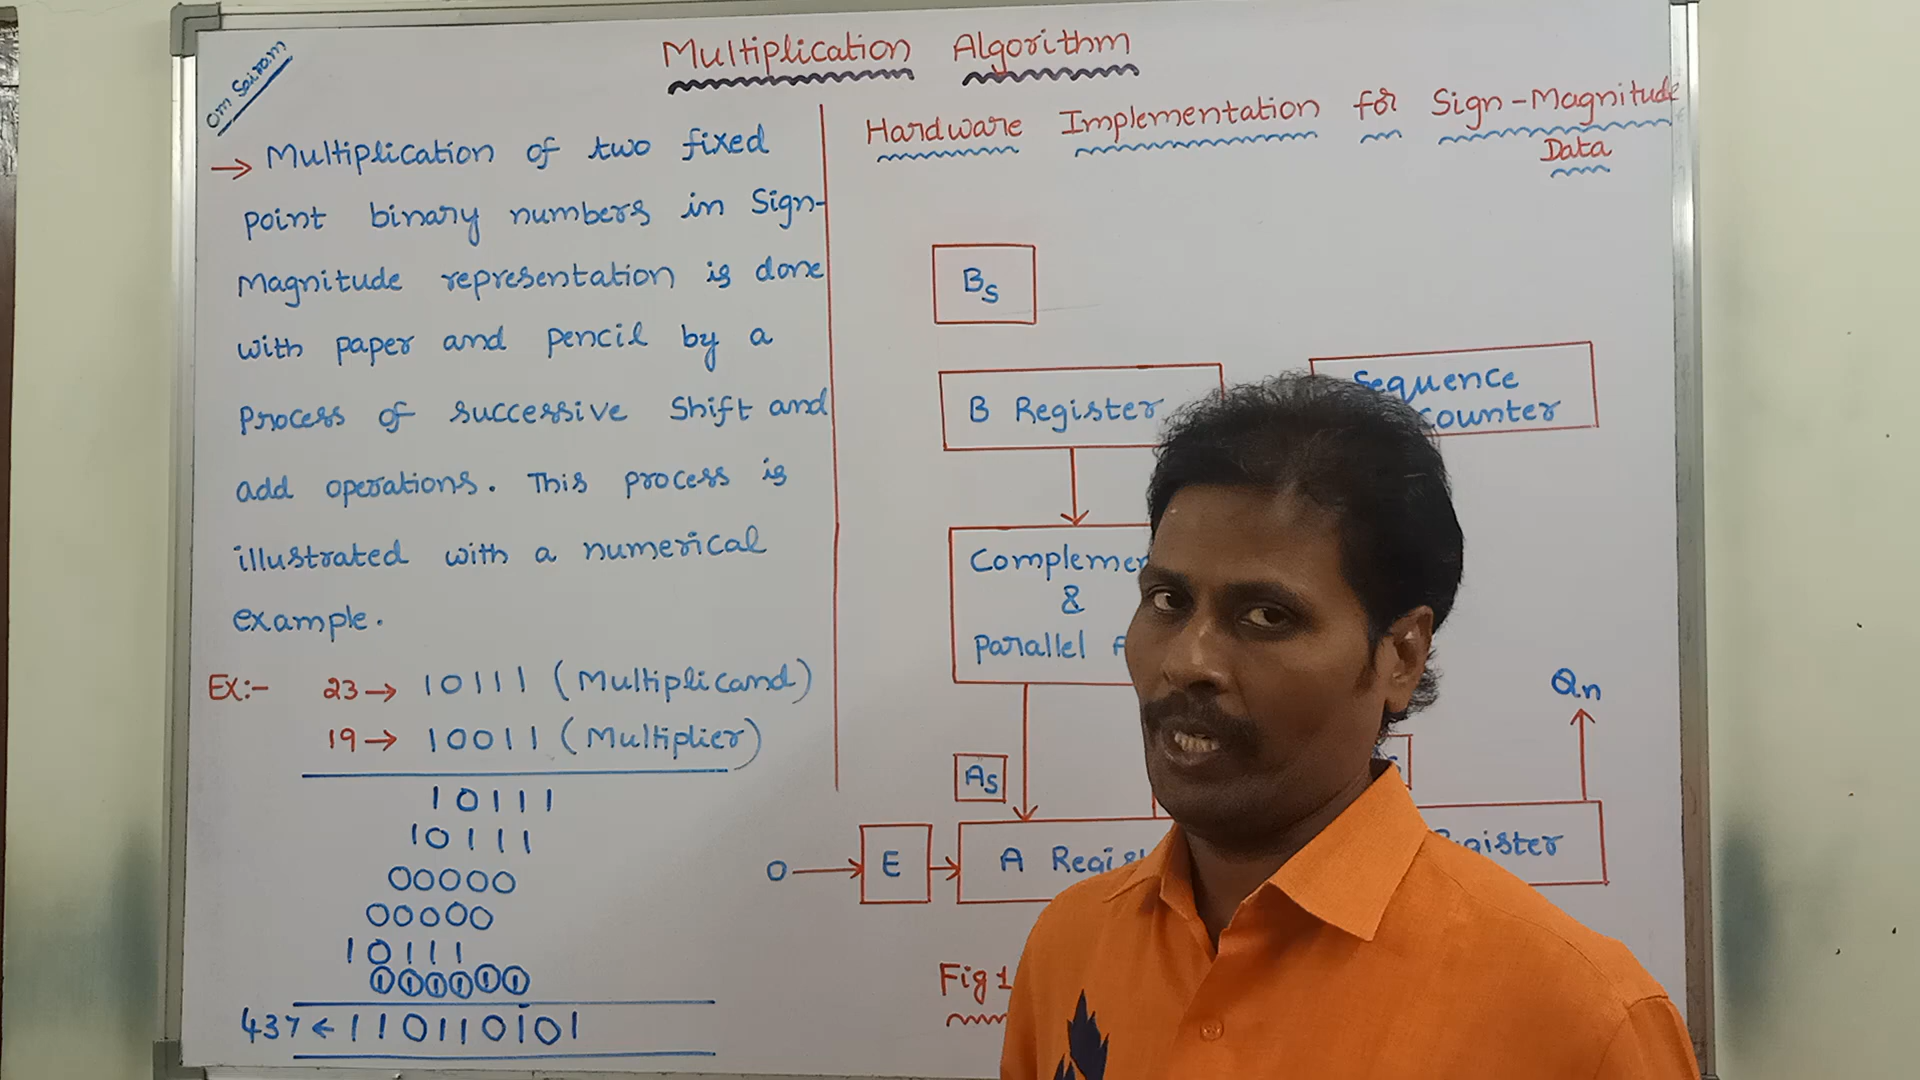 Om Sairam
Multiplication Algorithm
→ Multiplication of two fixed
point binary numbers in Sign-
Magnitude representation is done
with paper and pencil by a
Process of successive Shift and
add operations. This process is
illustrated with a numerical
example.
Ex:- 23 → 10111 (Multiplicand)
19 → 10011 (Multiplier)
10111
10111
00000
00000
10111
111111
437 ← 110110101
Hardware Implementation for Sign-Magnitude
Data
Bs
B Register
Sequence
Counter
&
Parallel
As
Qn
0 → E
A
Fig 1